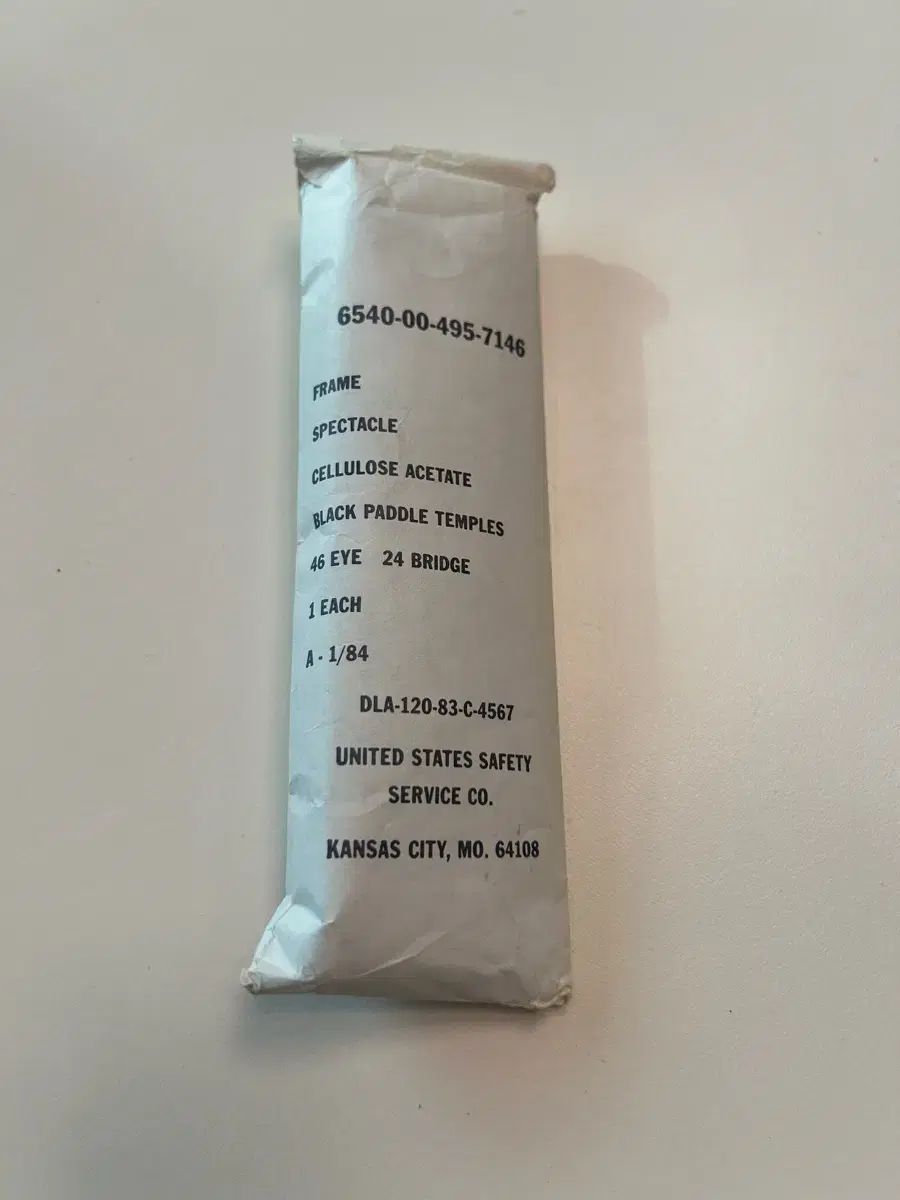 6540-00-495-7146
FRAME
SPECTACLE
CELLULOSE ACETATE
BLACK PADDLE TEMPLES
46 EYE 24 BRIDGE
1 EACH
A - 1/84
DLA-120-83-C-4567
UNITED STATES SAFETY
SERVICE CO.
KANSAS CITY, MO. 64108